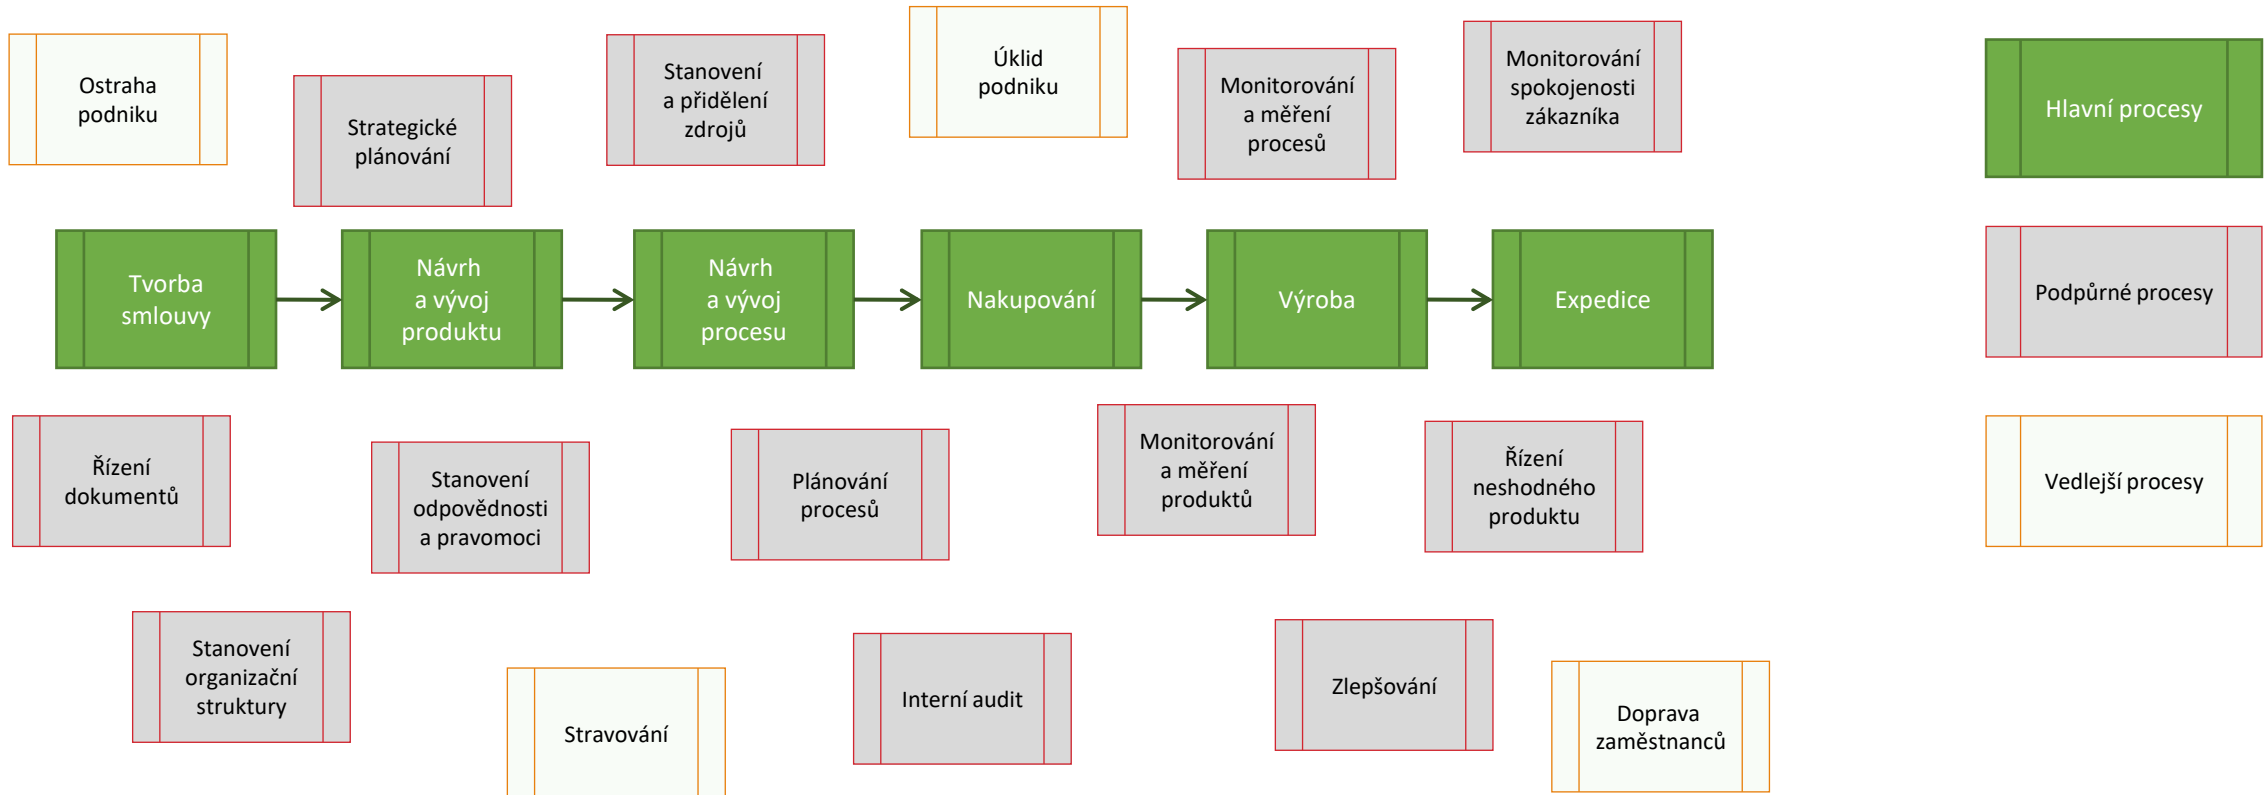 Ostraha
podniku
Strategické
plánování
Stanovení
a přidělení
zdrojů
Úklid
podniku
Monitorování
a měření
procesů
Monitorování
spokojenosti
zákazníka
Hlavní procesy
Tvorba
smlouvy
Návrh
a vývoj
produktu
Návrh
a vývoj
procesu
Nakupování
Výroba
Expedice
Podpůrné procesy
Řízení
dokumentů
Stanovení
odpovědnosti
a pravomoci
Plánování
procesů
Monitorování
a měření
produktů
Řízení
neshodného
produktu
Vedlejší procesy
Stanovení
organizační
struktury
Stravování
Interní audit
Zlepšování
Doprava
zaměstnanců